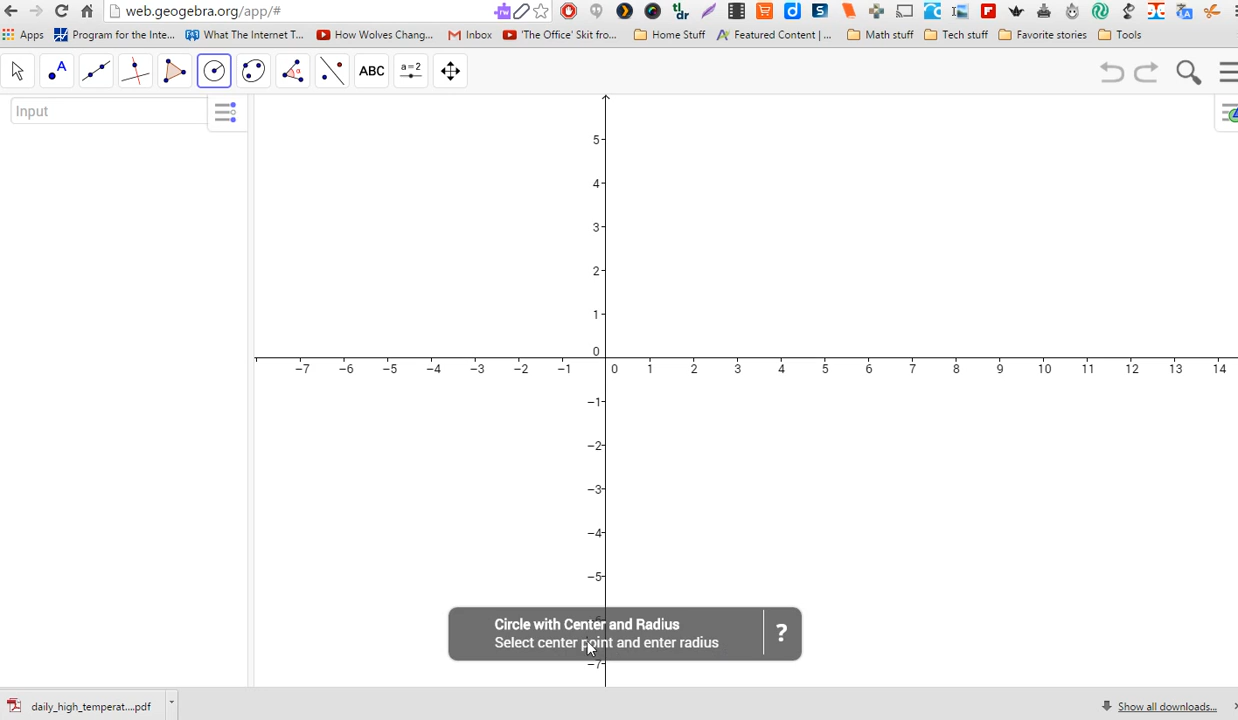 web.geogebra.org/app/#
Apps Program for the Inte... What The Internet T... How Wolves Chang... Inbox 'The Office' Skit fro... Home Stuff Featured Content | ... Math stuff Tech stuff Favorite stories Tools
A α ABC a=2
Input
5
4
3
2
1
0
-7 -6 -5 -4 -3 -2 -1 0 1 2 3 4 5 6 7 8 9 10 11 12 13 14
-1
-2
-3
-4
-5
Circle with Center and Radius
Select center point and enter radius
?
-7
daily_high_temperat....pdf Show all downloads...